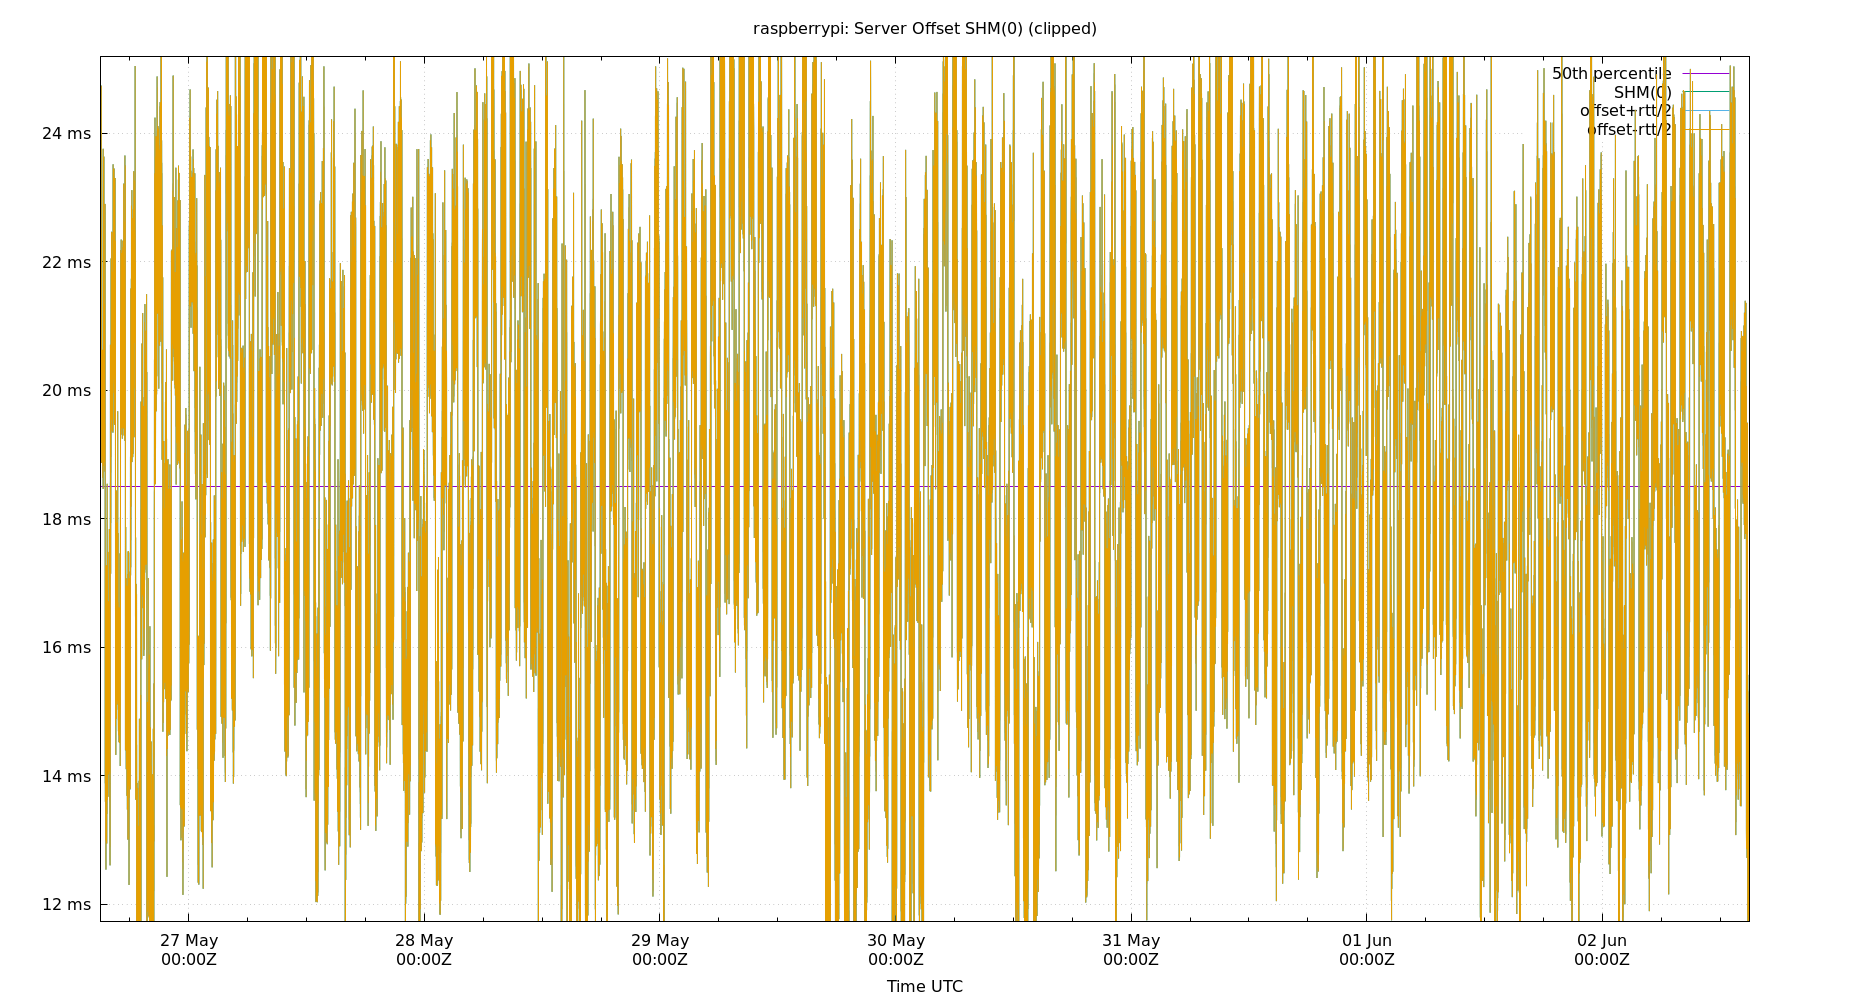 raspberrypi: Server Offset SHM(0) (clipped)
50th percentile
SHM(0)
offset+rtt/2
offset-rtt/2
24 ms
22 ms
20 ms
18 ms
16 ms
14 ms
12 ms
27 May 28 May 29 May 30 May 31 May 01 Jun 02 Jun
00:00Z 00:00Z 00:00Z 00:00Z 00:00Z 00:00Z 00:00Z
Time UTC